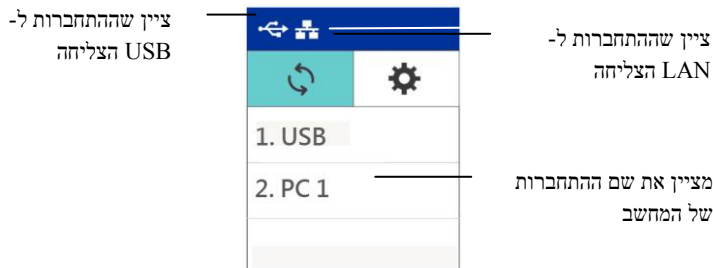 ציין שההתחברות ל-
USB הצליחה
ציין שההתחברות ל-
LAN הצליחה
1. USB
2. PC 1
מציין את שם ההתחברות
של המחשב